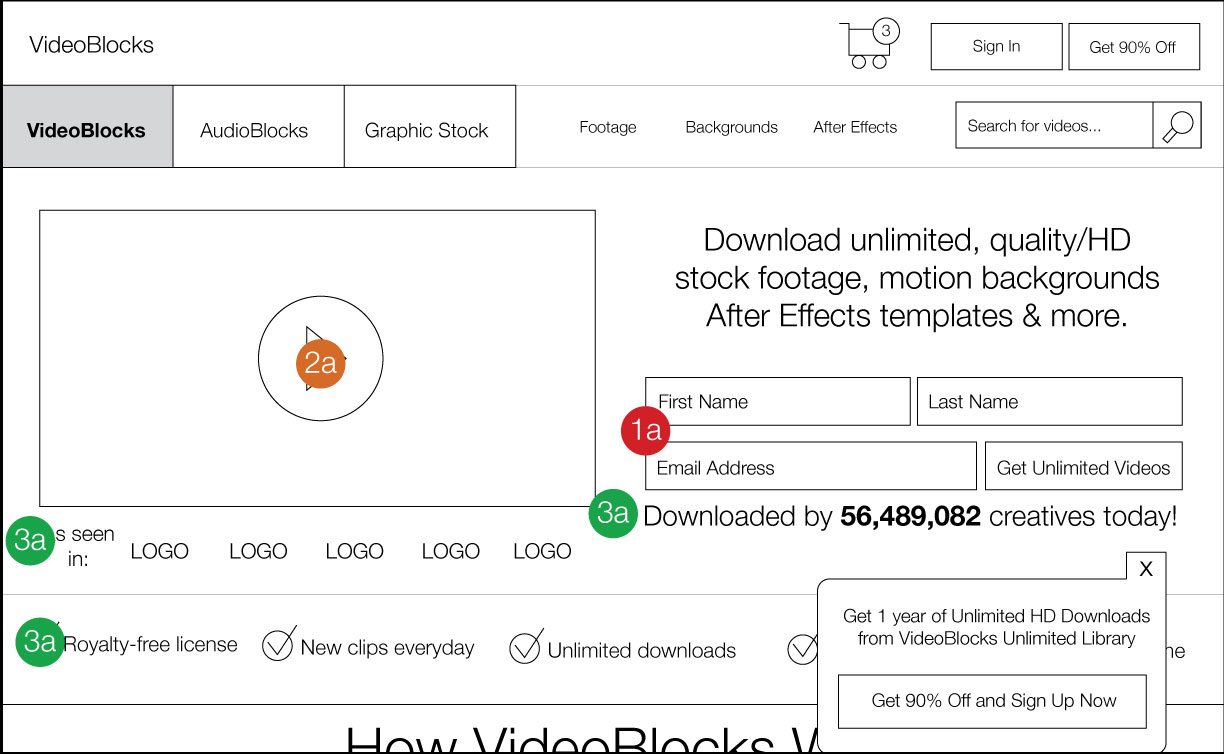 VideoBlocks
3
Sign In
Get 90% Off
VideoBlocks
AudioBlocks
Graphic Stock
Footage
Backgrounds
After Effects
Search for videos...
2a
Download unlimited, quality/HD
stock footage, motion backgrounds
After Effects templates & more.
First Name
Last Name
1a
Email Address
Get Unlimited Videos
3a
Downloaded by 56,489,082 creatives today!
3a
s seen
in:
LOGO
LOGO
LOGO
LOGO
LOGO
X
Get 1 year of Unlimited HD Downloads
from VideoBlocks Unlimited Library
Get 90% Off and Sign Up Now
3a
Royalty-free license
New clips everyday
Unlimited downloads
How VideoBlocks